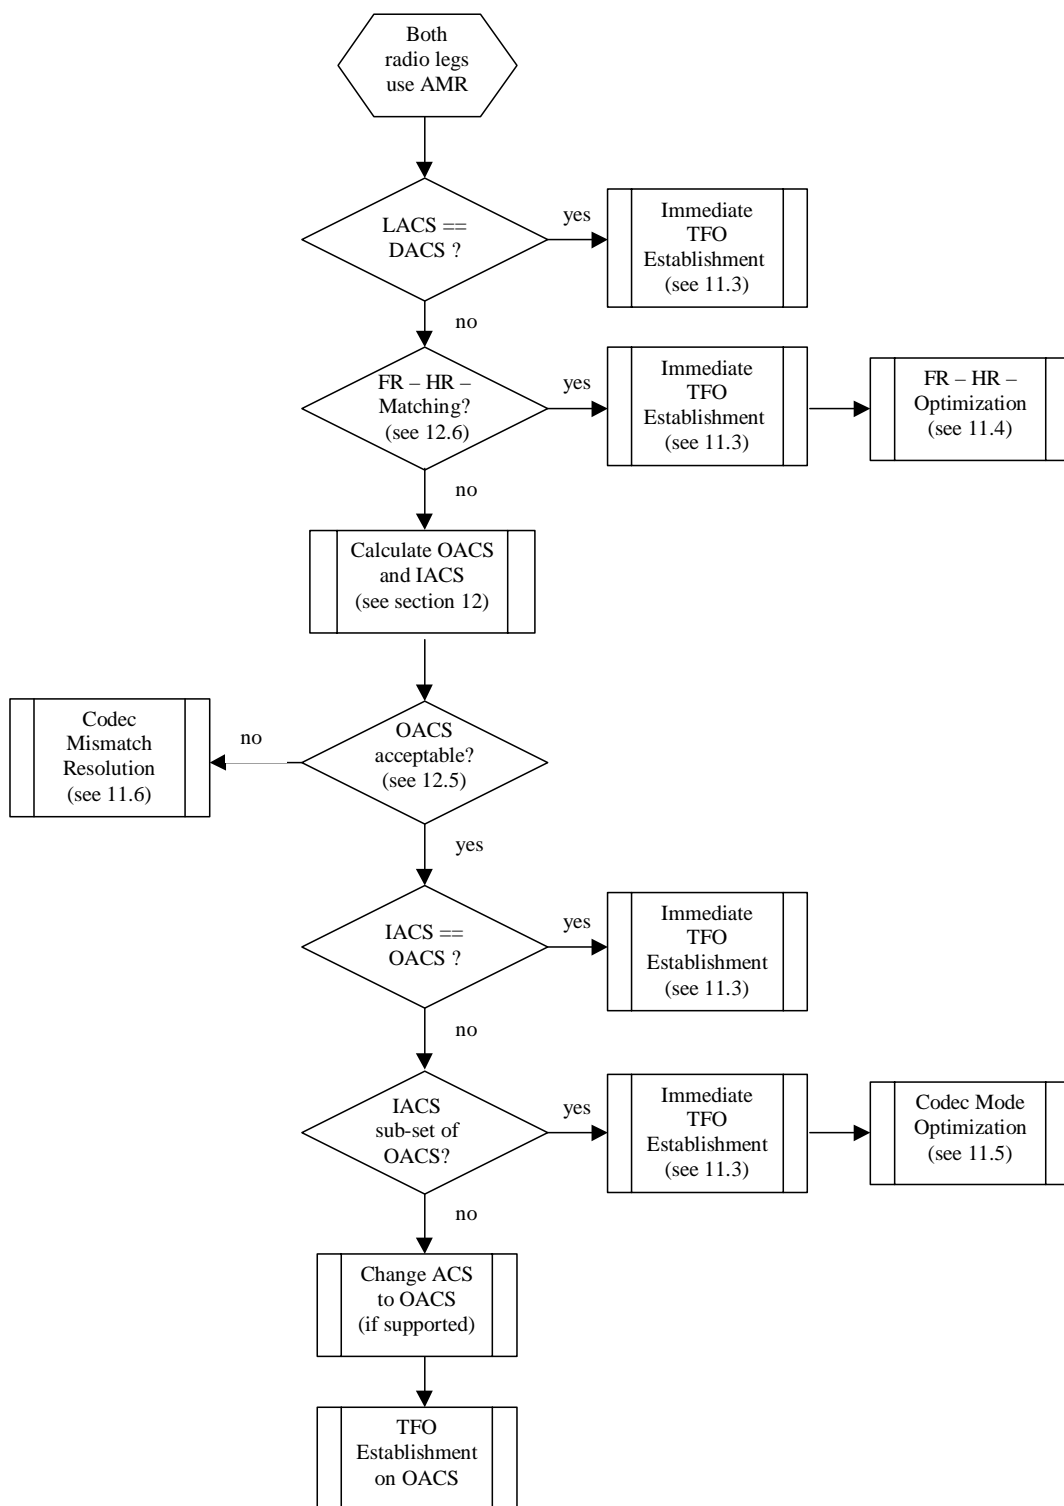 Both
radio legs
use AMR
LACS ==
DACS ?
yes
Immediate
TFO
Establishment
(see 11.3)
no
FR – HR –
Matching?
(see 12.6)
yes
Immediate
TFO
Establishment
(see 11.3)
FR – HR –
Optimization
(see 11.4)
no
Calculate OACS
and IACS
(see section 12)
OACS
acceptable?
(see 12.5)
no
Codec
Mismatch
Resolution
(see 11.6)
yes
IACS ==
OACS ?
yes
Immediate
TFO
Establishment
(see 11.3)
no
IACS
sub-set of
OACS?
yes
Immediate
TFO
Establishment
(see 11.3)
Codec Mode
Optimization
(see 11.5)
no
Change ACS
to OACS
(if supported)
TFO
Establishment
on OACS